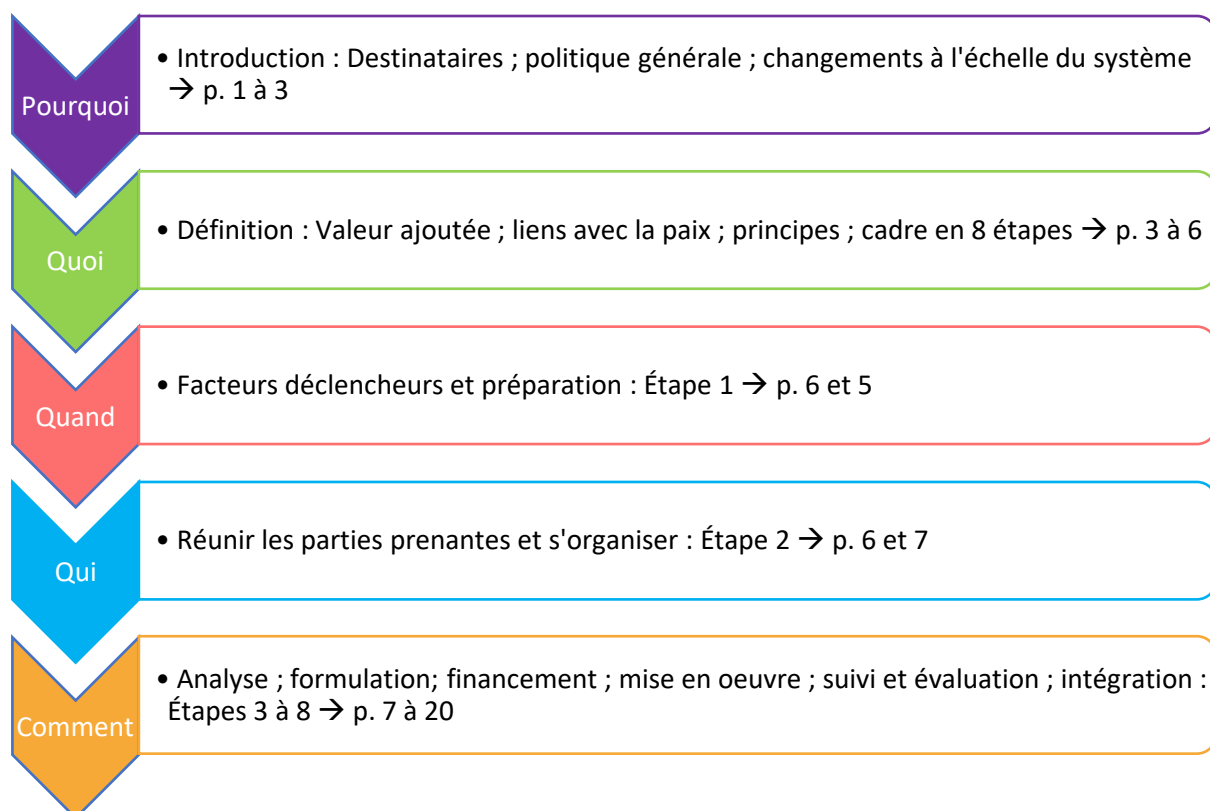 Pourquoi
• Introduction : Destinataires ; politique générale ; changements à l'échelle du système
→ p. 1 à 3
Quoi
• Définition : Valeur ajoutée ; liens avec la paix ; principes ; cadre en 8 étapes → p. 3 à 6
Quand
• Facteurs déclencheurs et préparation : Étape 1 → p. 6 et 5
Qui
• Réunir les parties prenantes et s'organiser : Étape 2 → p. 6 et 7
Comment
• Analyse ; formulation; financement ; mise en oeuvre ; suivi et évaluation ; intégration :
Étapes 3 à 8 → p. 7 à 20